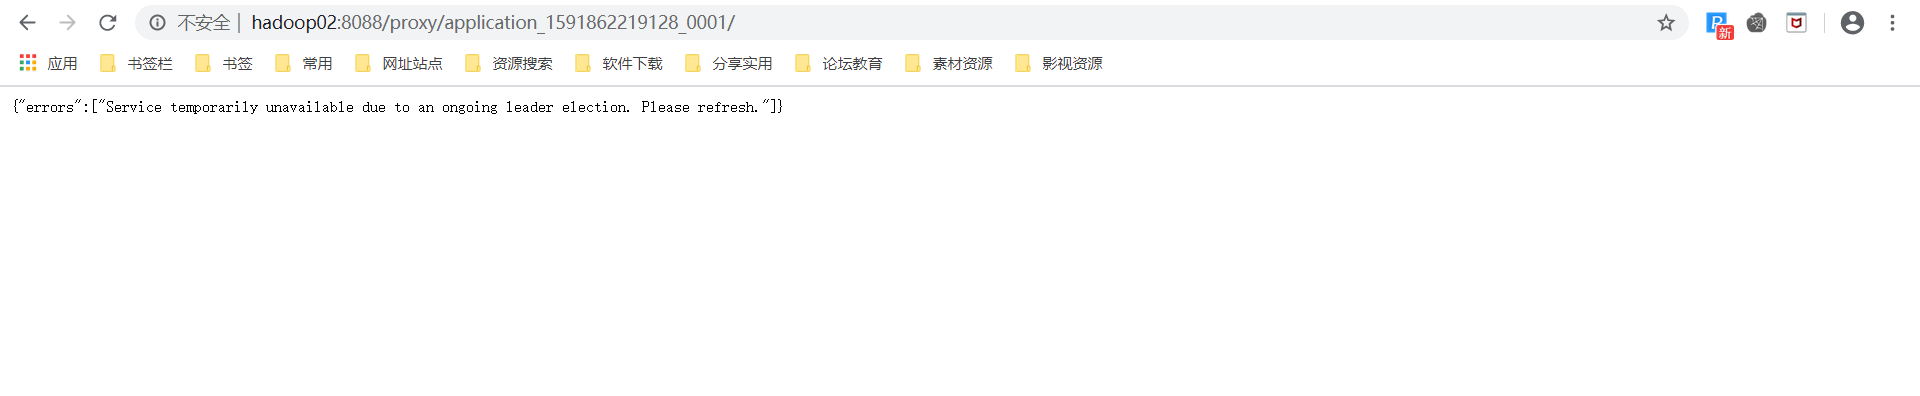 不安全 | hadoop02:8088/proxy/application_1591862219128_0001/
新
应用 书签栏 书签 常用 网址站点 资源搜索 软件下载 分享实用 论坛教育 素材资源 影视资源
{"errors":["Service temporarily unavailable due to an ongoing leader election. Please refresh."]}